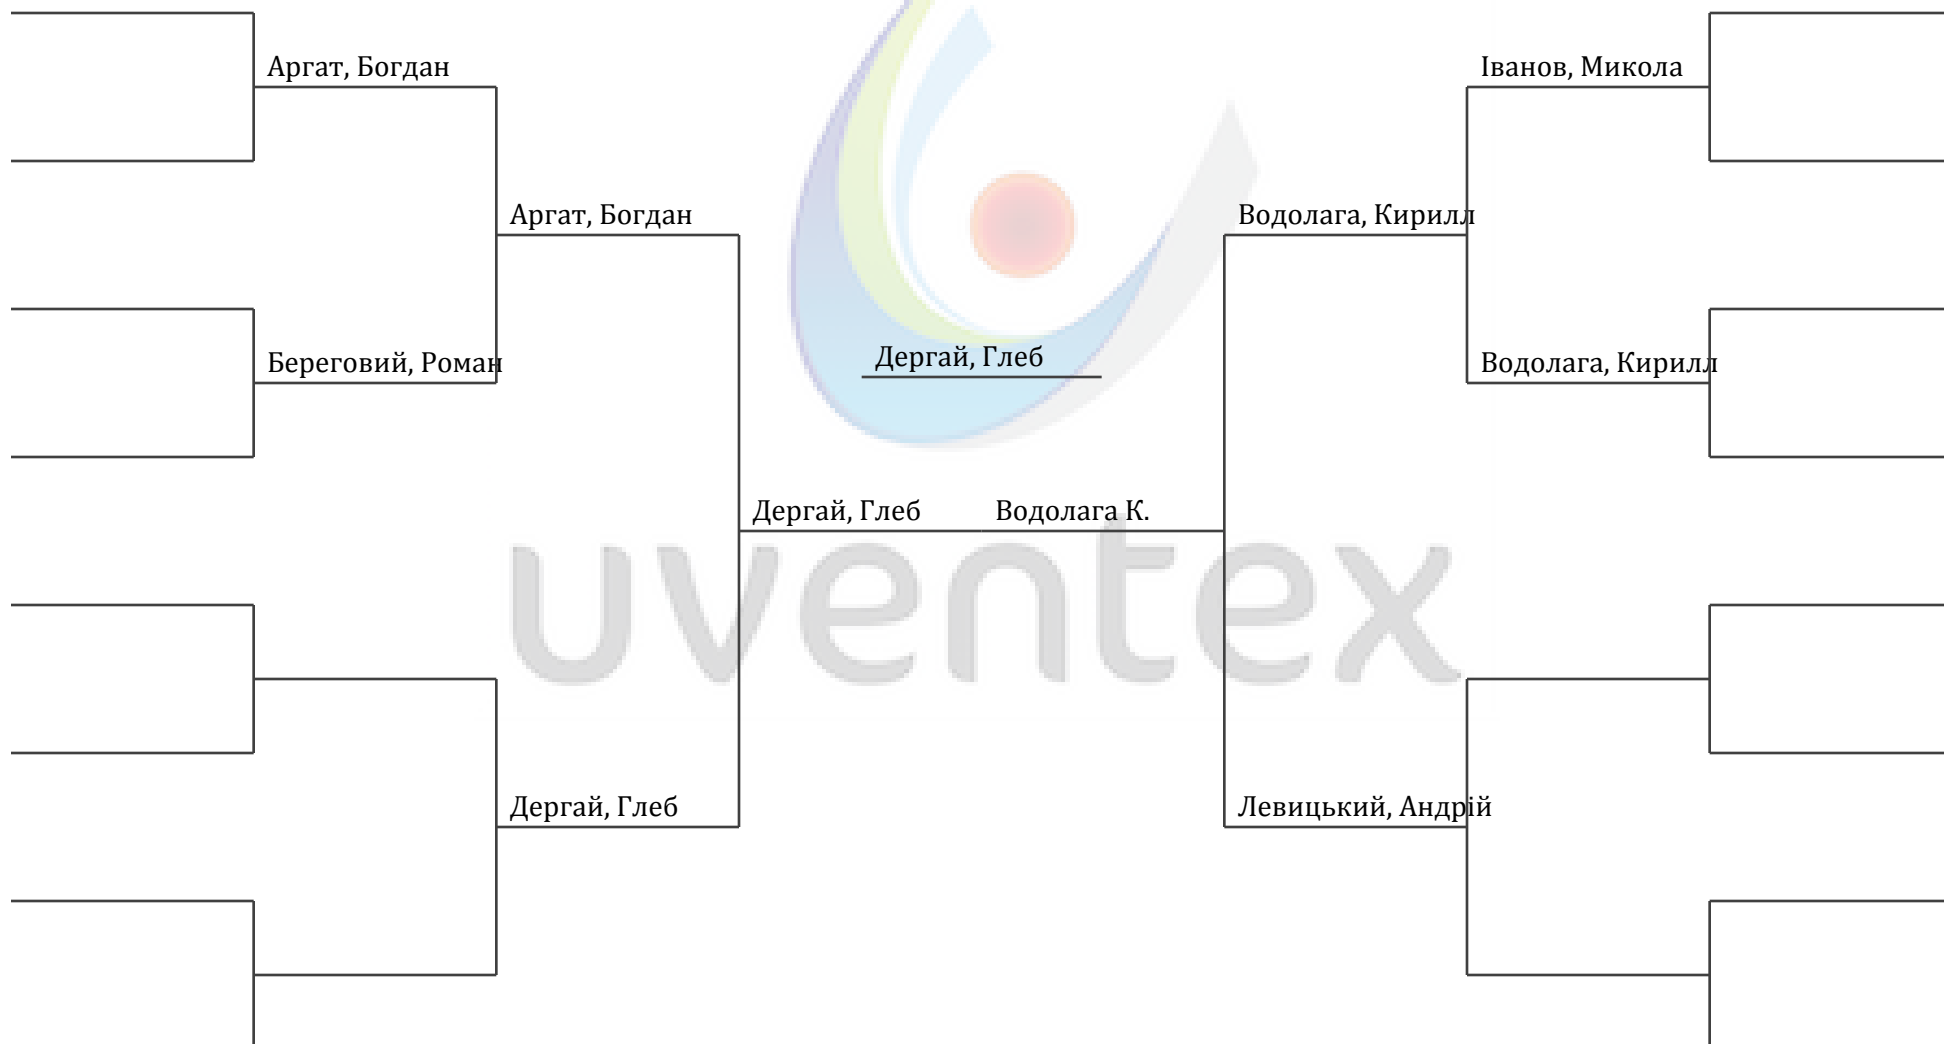 Аргат, Богдан
Іванов, Микола
Аргат, Богдан
Водолага, Кирилл
Береговий, Роман
Дергай, Глеб
Водолага, Кирилл
Дергай, Глеб
Водолага К.
uventex
Дергай, Глеб
Левицький, Андрій